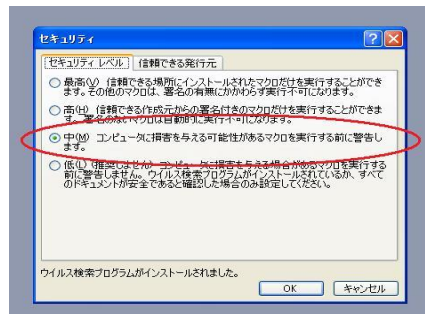 セキュリティ
セキュリティ レベル 信頼できる発行元
最高(V) 信頼できる場所にインストールされたマクロだけを実行することができ
ます。その他のマクロは、署名の有無にかかわらず実行不可になります。
高(H) 信頼できる作成元からの署名付きのマクロだけを実行することができま
す。署名のないマクロは自動的に実行不可になります。
中(M) コンピュータに損害を与える可能性があるマクロを実行する前に警告し
ます。
低(L) (推奨しません) コンピュータに損害を与える場合があるマクロを実行する
前に警告しません。ウイルス検索プログラムがインストールされているか、すべて
のドキュメントが安全であると確認した場合のみ設定してください。
ウイルス検索プログラムがインストールされました。
OK キャンセル